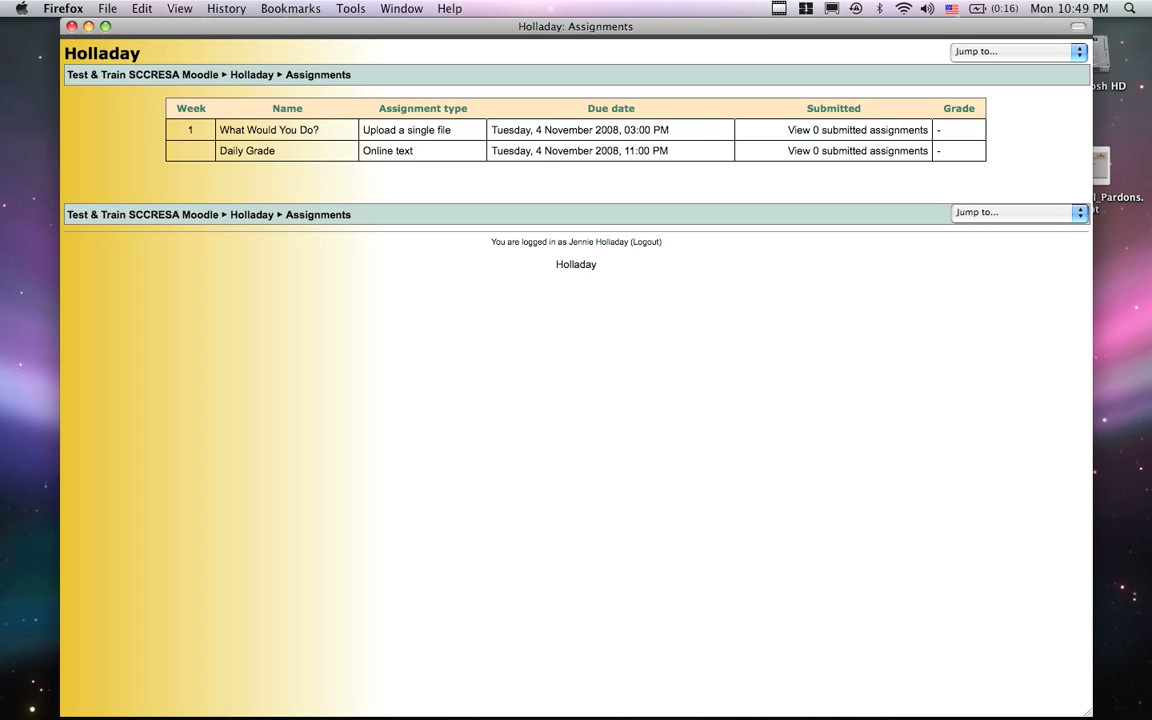 Firefox File Edit View History Bookmarks Tools Window Help (0:16) Mon 10:49 PM
Holladay: Assignments
Holladay Jump to...
Test & Train SCCRESA Moodle ► Holladay ► Assignments
osh HD
Week Name Assignment type Due date Submitted Grade
1 What Would You Do? Upload a single file Tuesday, 4 November 2008, 03:00 PM View 0 submitted assignments -
Daily Grade Online text Tuesday, 4 November 2008, 11:00 PM View 0 submitted assignments -
l_Pardons.
Test & Train SCCRESA Moodle ► Holladay ► Assignments Jump to...
You are logged in as Jennie Holladay (Logout)
Holladay